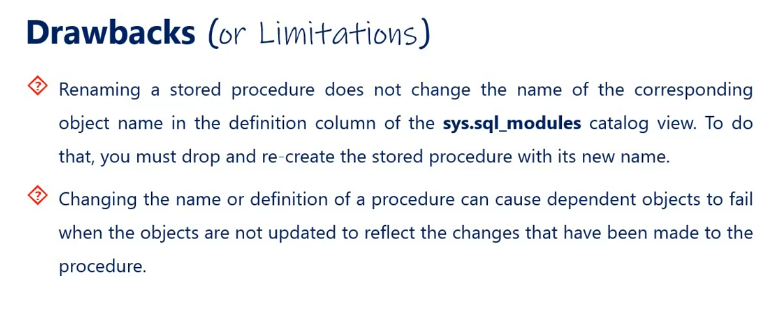 Drawbacks (or Limitations)
Renaming a stored procedure does not change the name of the corresponding
object name in the definition column of the sys.sql_modules catalog view. To do
that, you must drop and re-create the stored procedure with its new name.
Changing the name or definition of a procedure can cause dependent objects to fail
when the objects are not updated to reflect the changes that have been made to the
procedure.